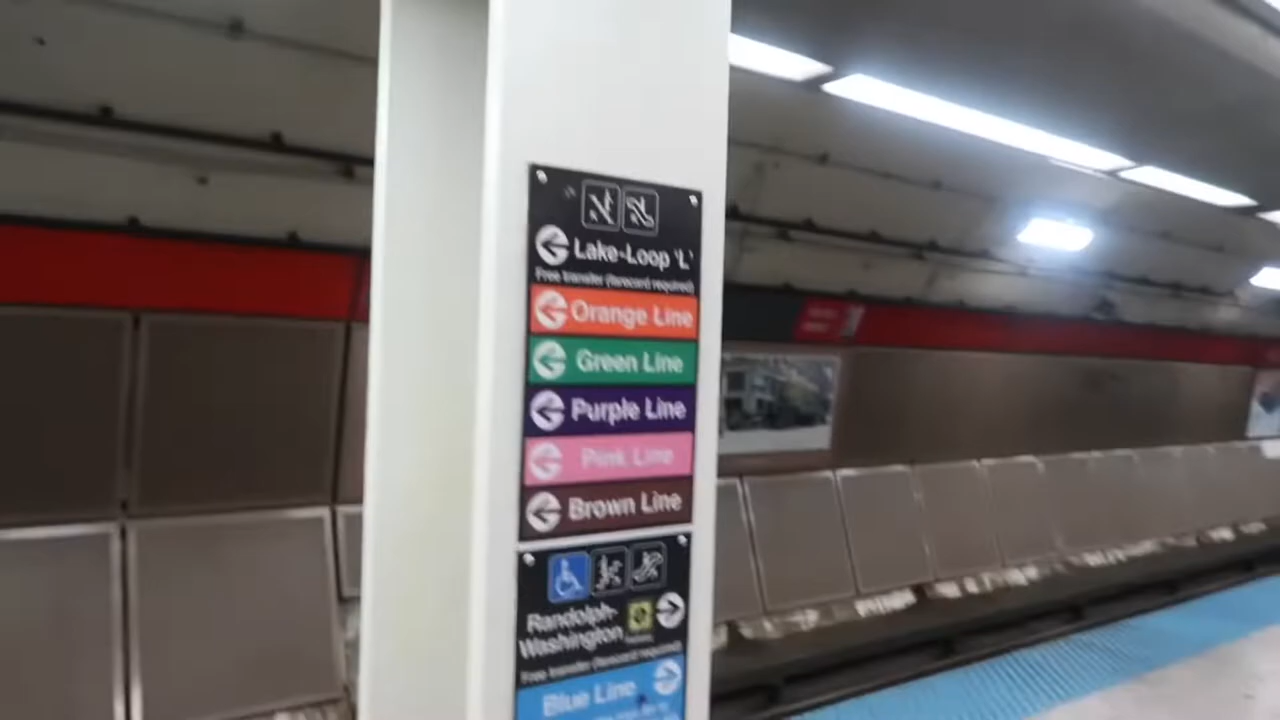 Lake-Loop 'L'
Free transfer (farecard required)
Orange Line
Green Line
Purple Line
Pink Line
Brown Line
Randolph-
Washington
Free transfer (farecard required)
Blue Line